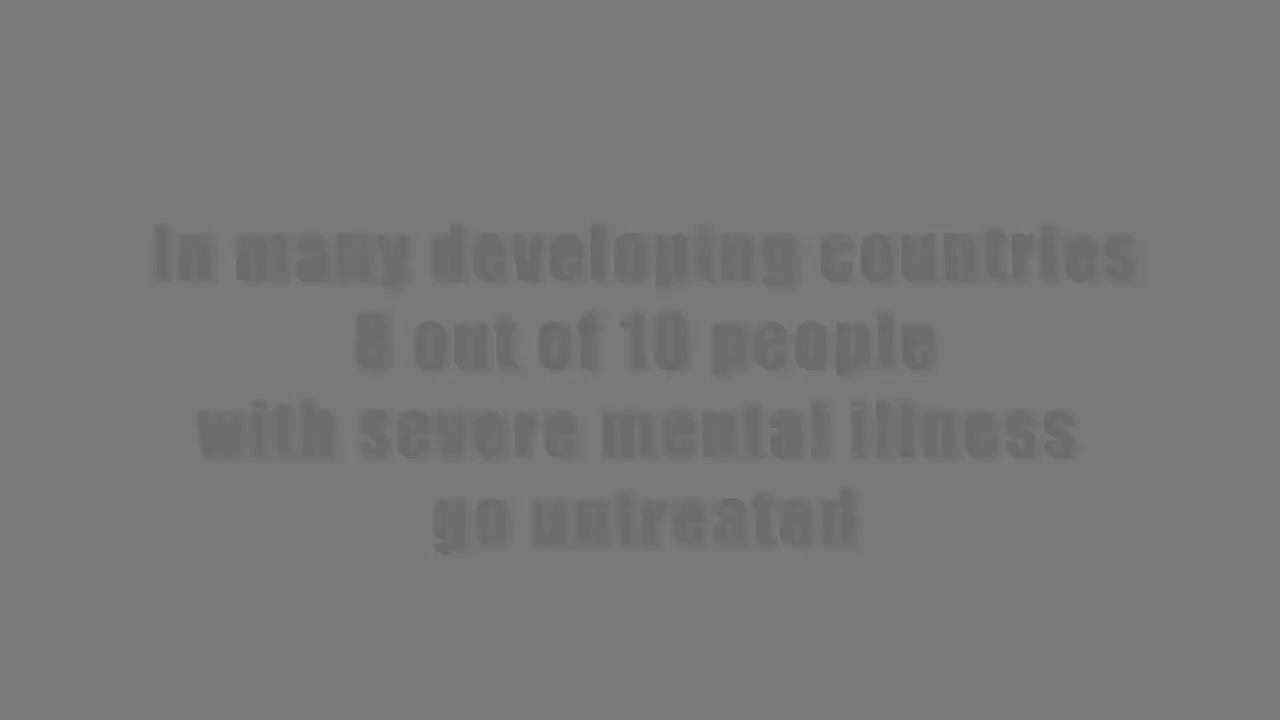 in many developing countries
8 out of 10 people
with severe mental illness
go untreated